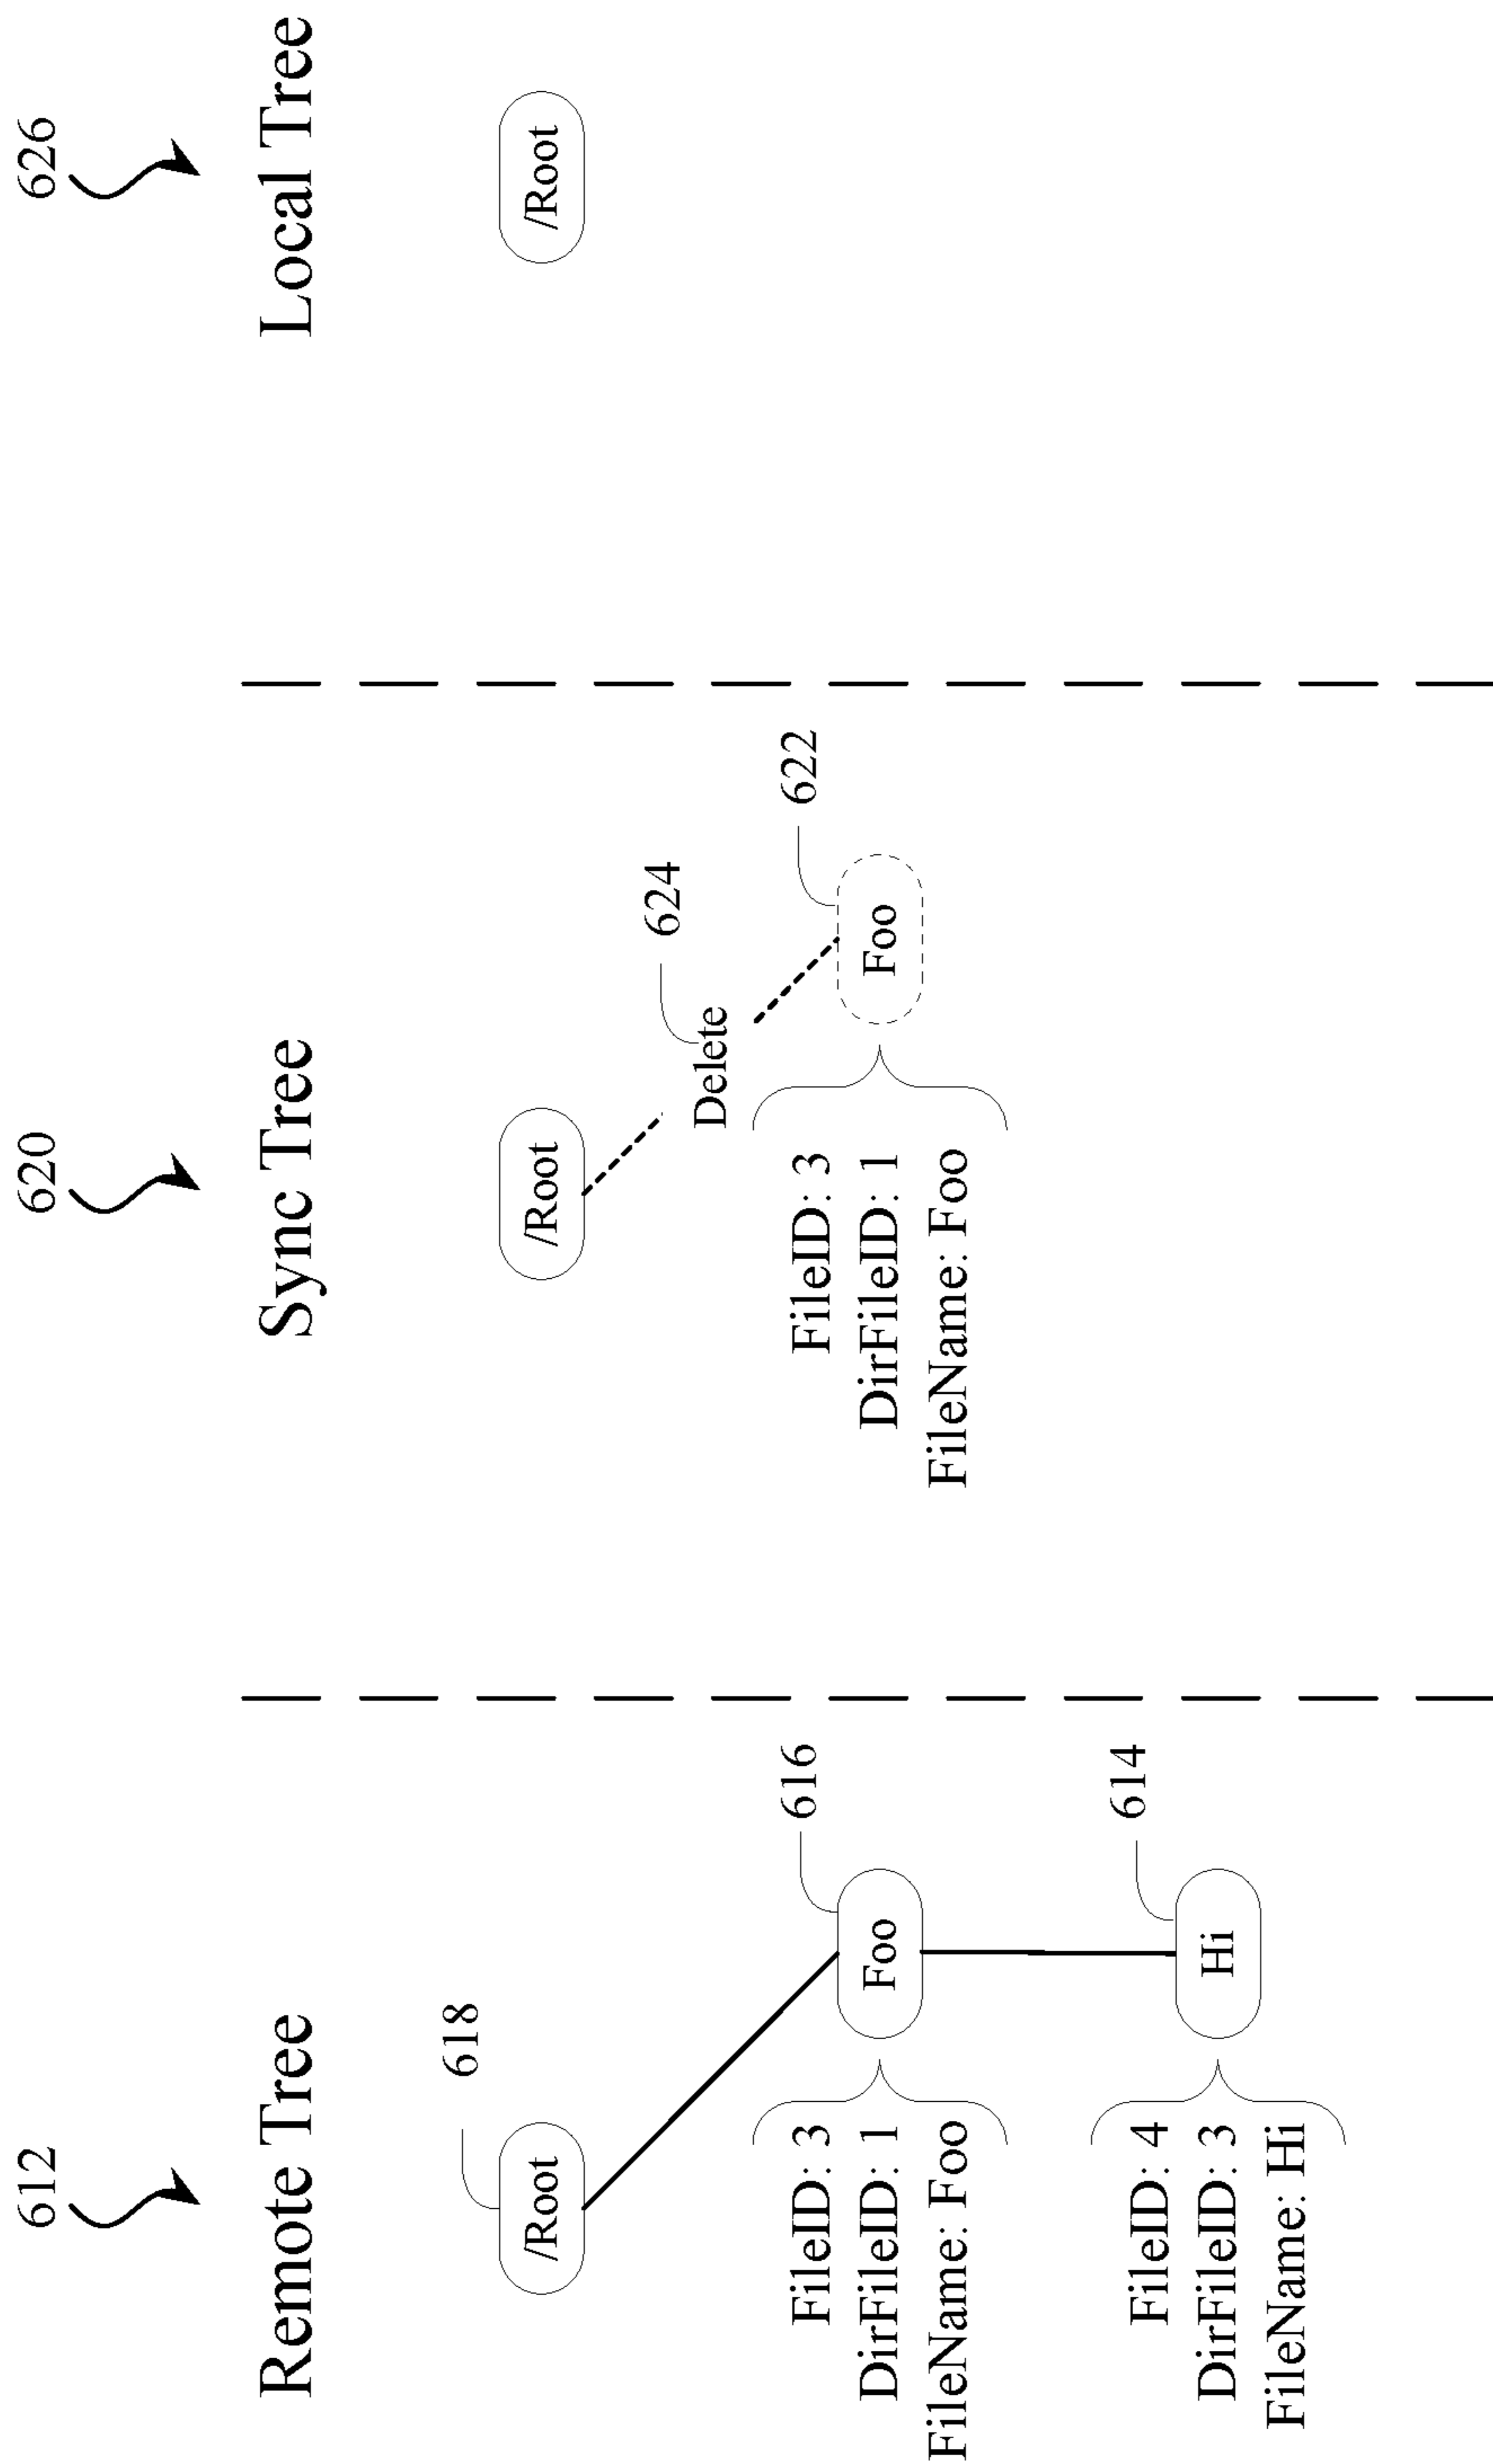 612
Remote Tree
618
/Root
616
Foo
FileID: 3
DirFileID: 1
FileName: Foo
614
Hi
FileID: 4
DirFileID: 3
FileName: Hi
620
Sync Tree
/Root
624
Delete
622
Foo
FileID: 3
DirFileID: 1
FileName: Foo
626
Local Tree
/Root